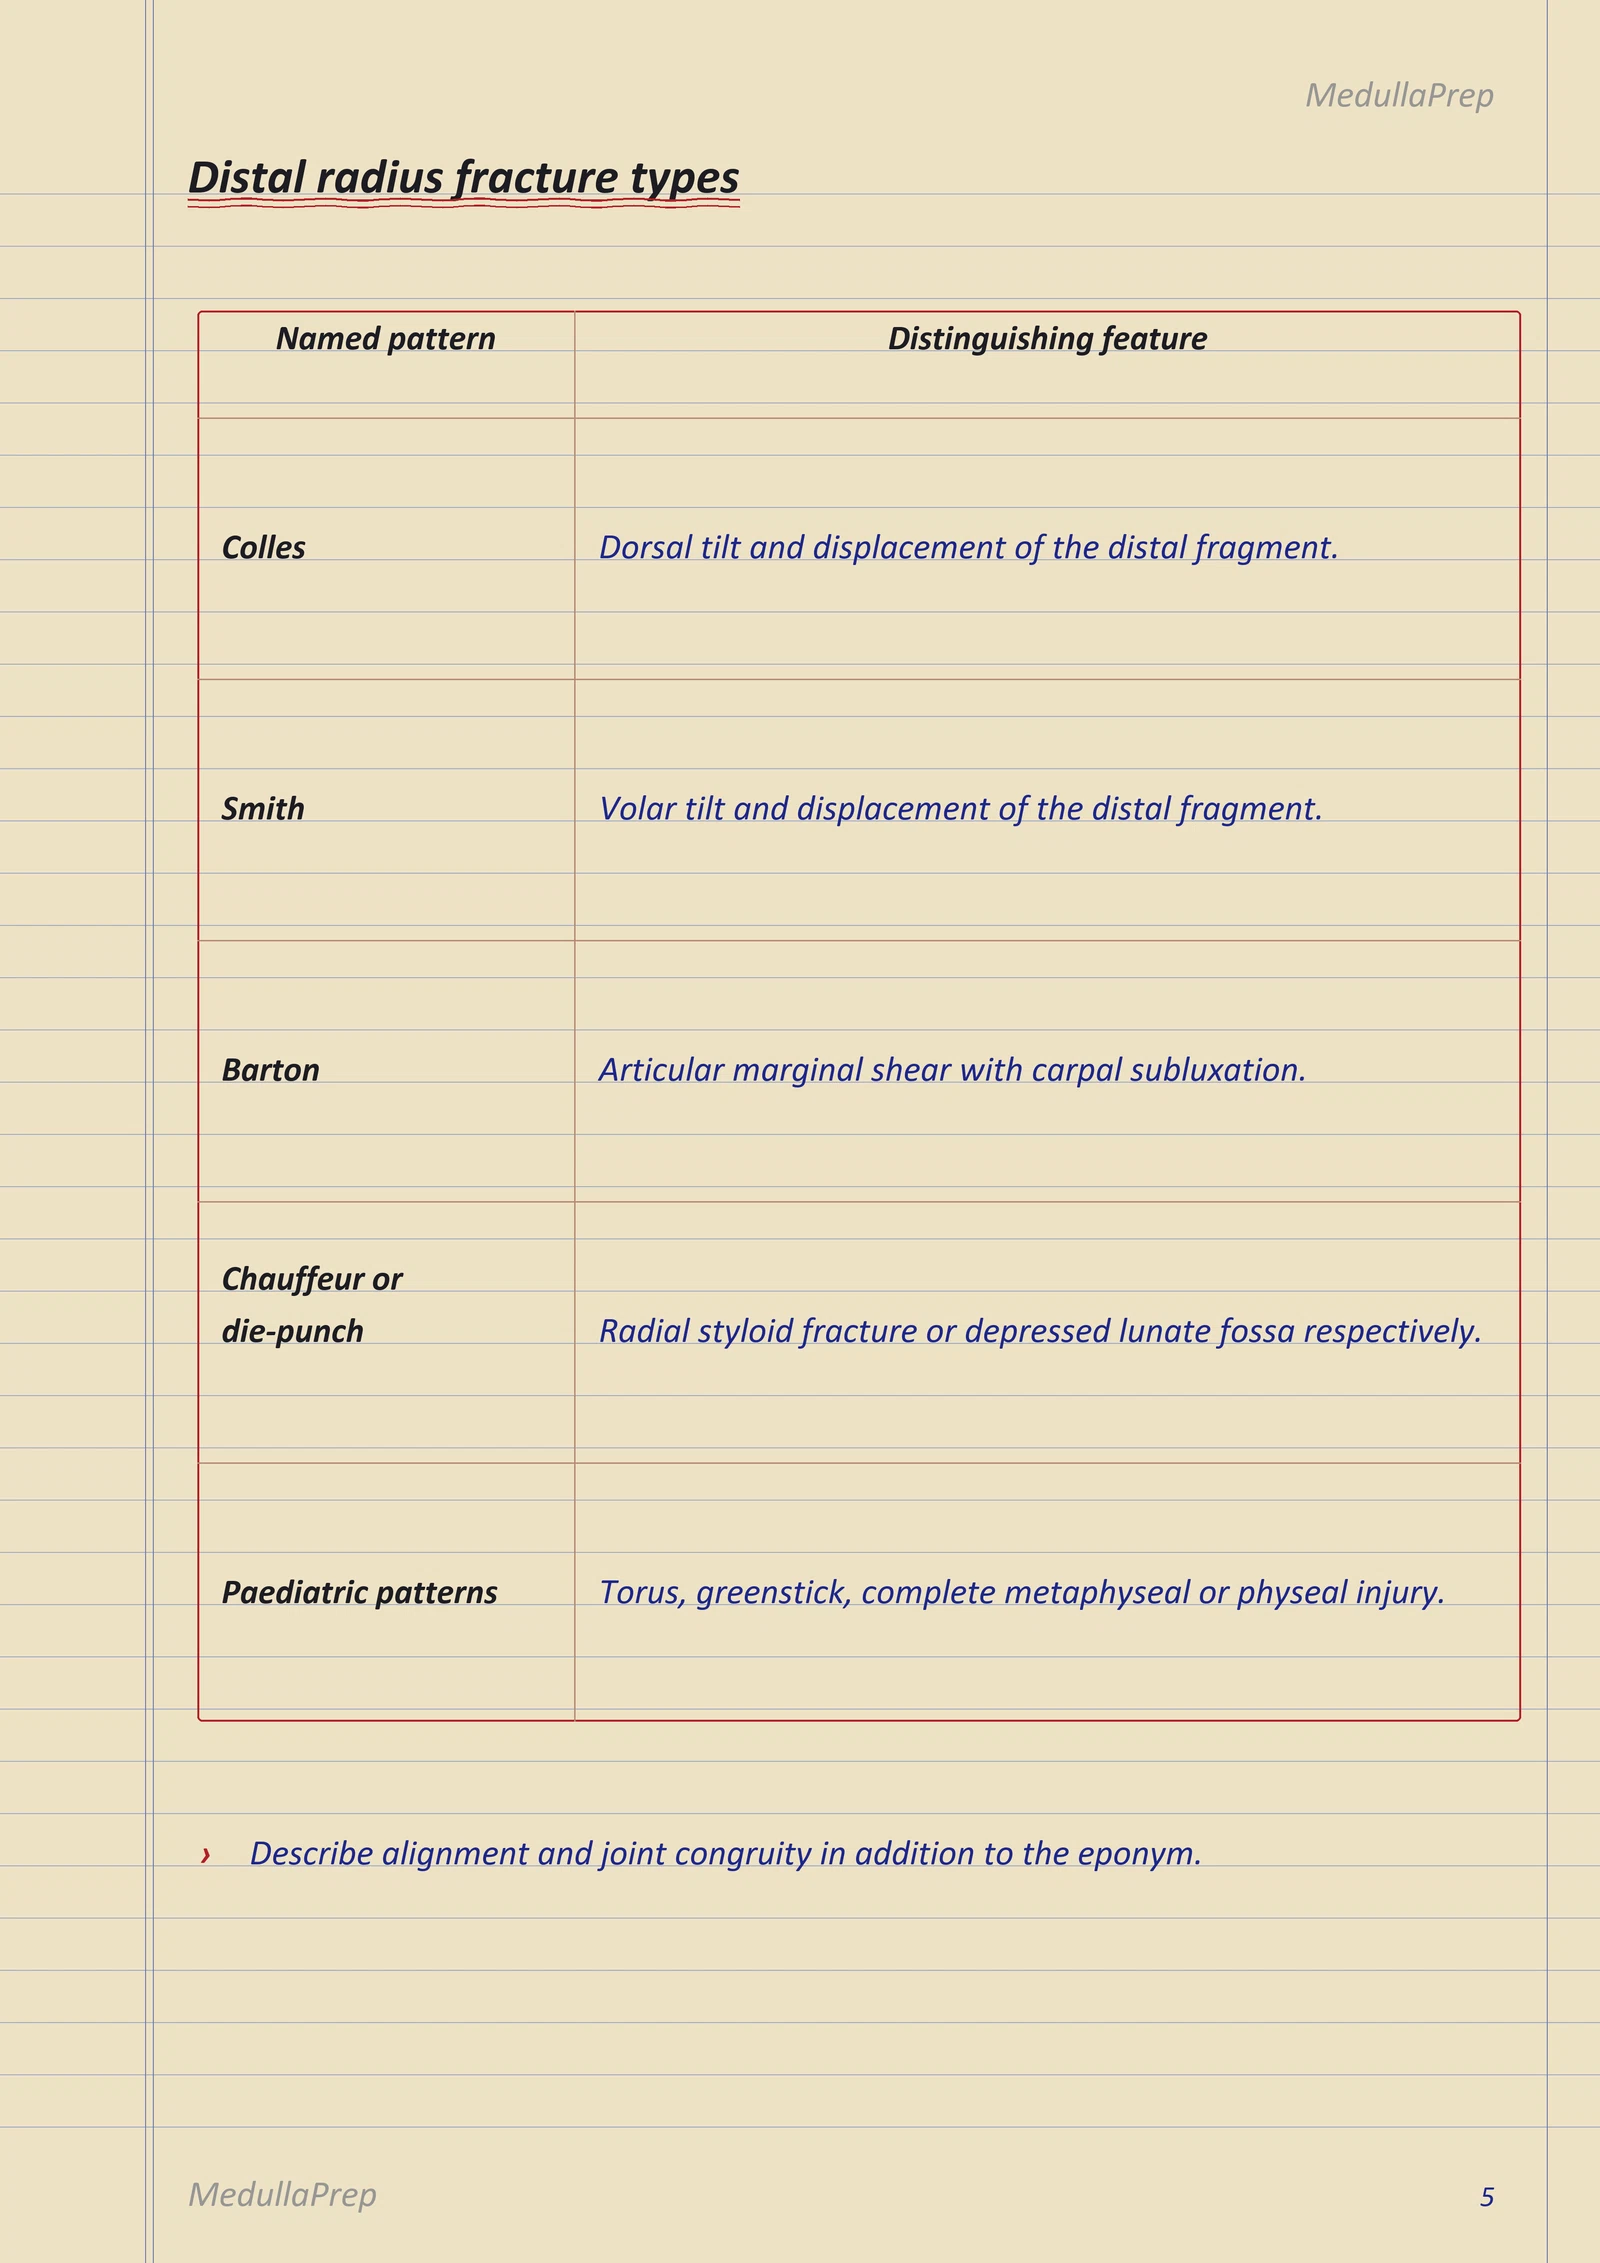 MedullaPrep
Distal radius fracture types
Named pattern Distinguishing feature
Colles Dorsal tilt and displacement of the distal fragment.
Smith Volar tilt and displacement of the distal fragment.
Barton Articular marginal shear with carpal subluxation.
Chauffeur or
die-punch Radial styloid fracture or depressed lunate fossa respectively.
Paediatric patterns Torus, greenstick, complete metaphyseal or physeal injury.
› Describe alignment and joint congruity in addition to the eponym.
MedullaPrep 5